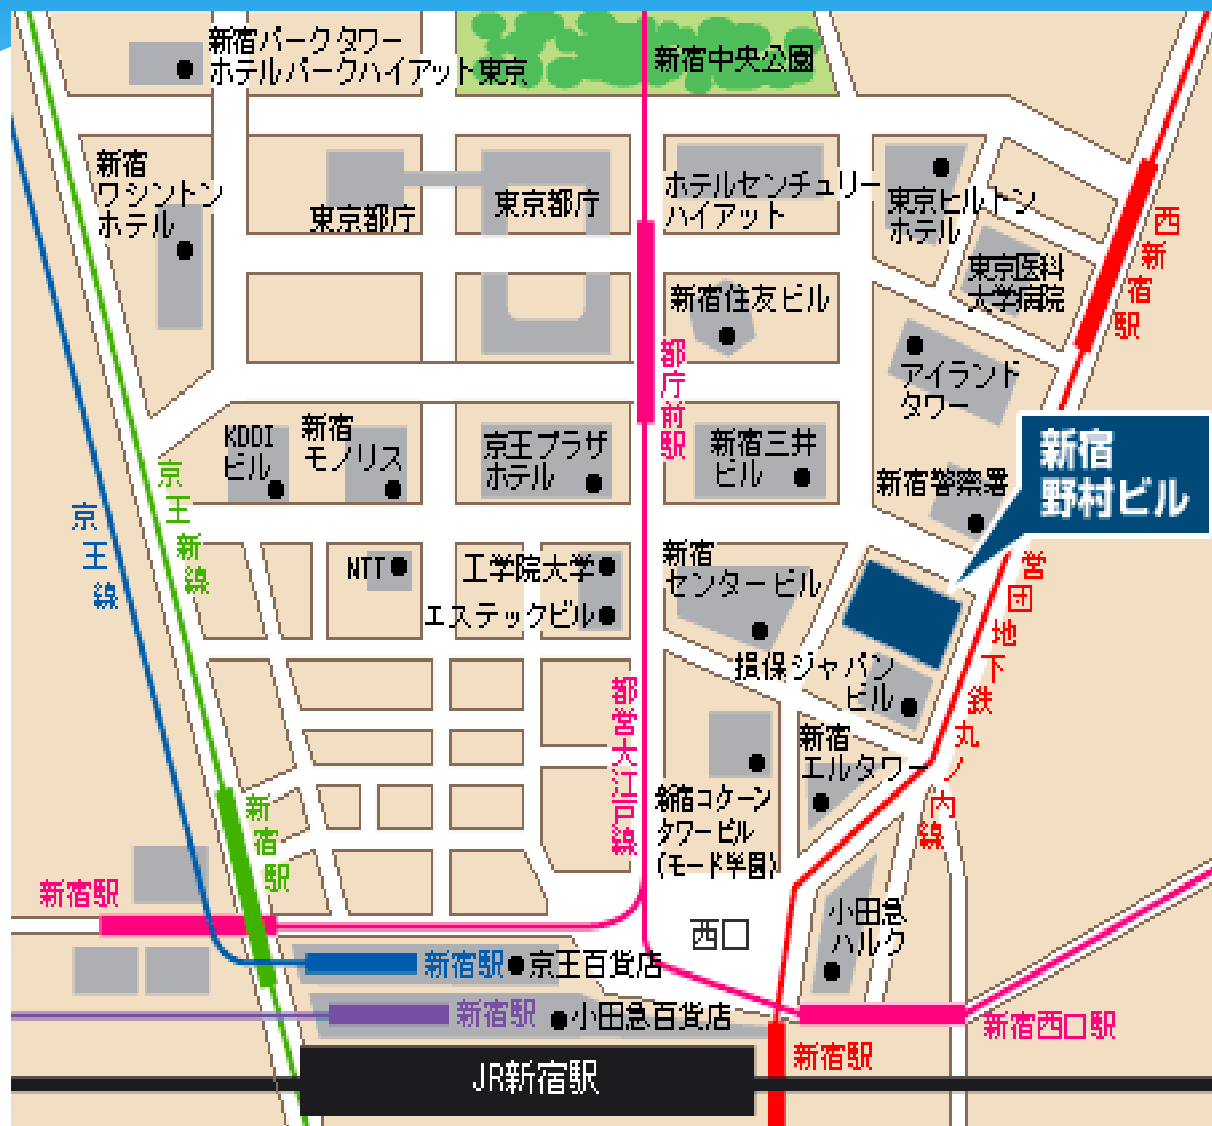 新宿パークタワー
ホテルパークハイアット東京
新宿中央公園
新宿
ワシントン
ホテル
東京都庁
東京都庁
ホテルセンチュリー
ハイアット
東京ヒルトン
ホテル
西新宿駅
東京医科
大学病院
新宿住友ビル
都庁前駅
アイランド
タワー
KDDI
ビル
新宿
モノリス
京王プラザ
ホテル
新宿三井
ビル
新宿警察署
新宿
野村ビル
京王新線
京王線
NTT
工学院大学
エステックビル
新宿
センタービル
営団地下鉄丸ノ内線
損保ジャパン
ビル
都営大江戸線
新宿
エルタワー
新宿コクーン
タワービル
(モード学園)
新宿駅
新宿駅
小田急
ハルク
西口
新宿駅
京王百貨店
新宿駅
小田急百貨店
新宿西口駅
新宿駅
JR新宿駅